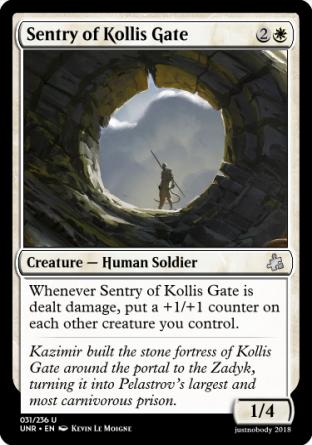 Sentry of Kollis Gate 2
Creature — Human Soldier
Whenever Sentry of Kollis Gate is
dealt damage, put a +1/+1 counter on
each other creature you control.
Kazimir built the stone fortress of Kollis
Gate around the portal to the Zadyk,
turning it into Pelastrov's largest and
most carnivorous prison.
1/4
031/236 U
UNR • EN Kev​in Le Moigne
justnobody 2018